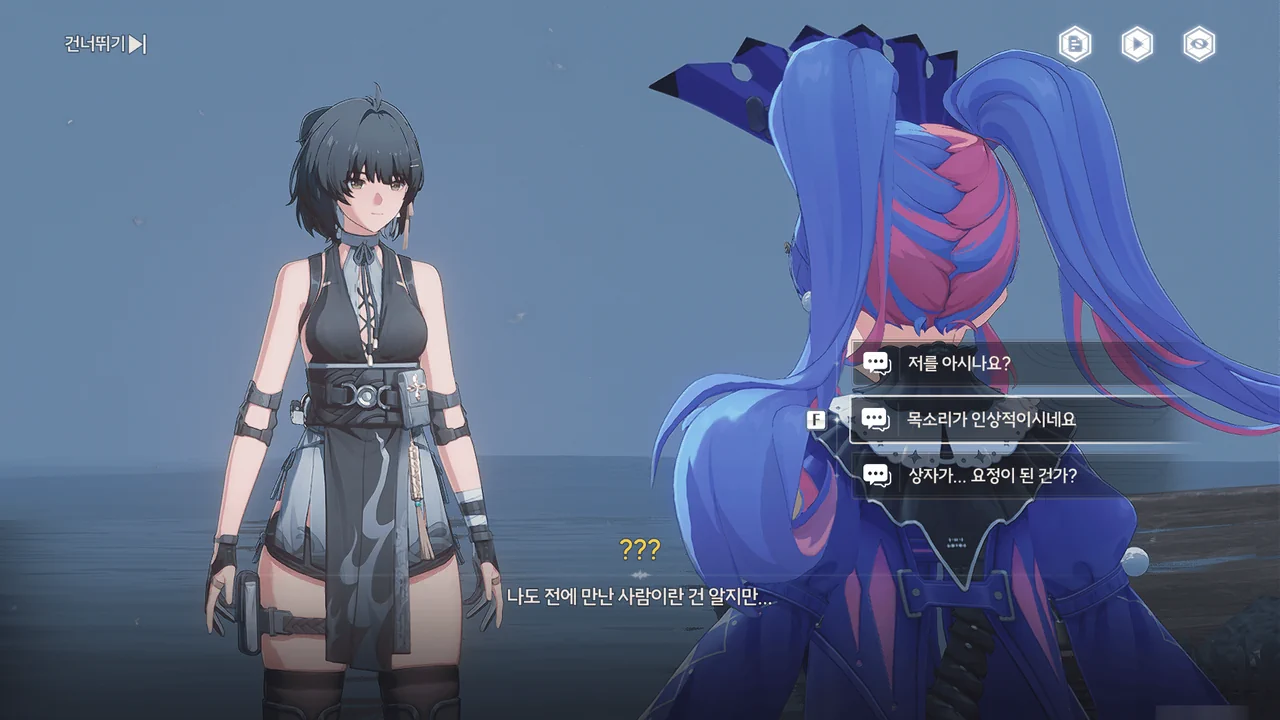 건너뛰기
저를 아시나요?
F
목소리가 인상적이시네요
상자가... 요정이 된 건가?
???
나도 전에 만난 사람이란 건 알지만...